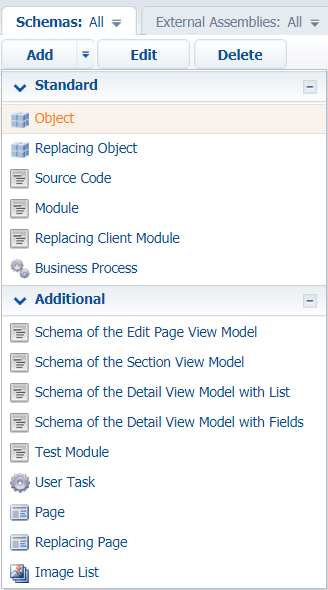 Schemas: All External Assemblies: All
Add Edit Delete
Standard
Object
Replacing Object
Source Code
Module
Replacing Client Module
Business Process
Additional
Schema of the Edit Page View Model
Schema of the Section View Model
Schema of the Detail View Model with List
Schema of the Detail View Model with Fields
Test Module
User Task
Page
Replacing Page
Image List